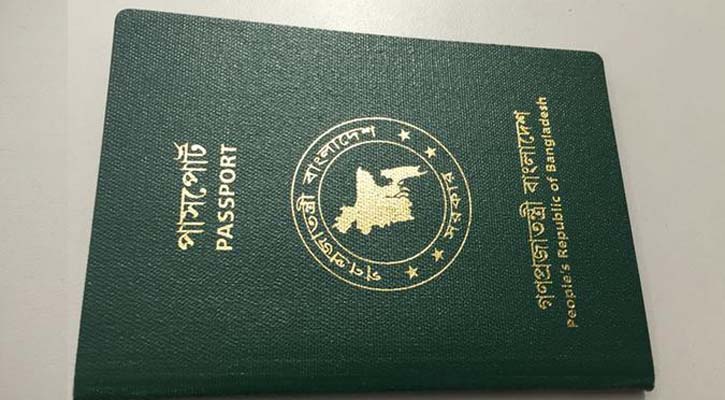 পাসপোর্ট
PASSPORT
গণপ্রজাতন্ত্রী বাংলাদেশ
সরকার
গণপ্রজাতন্ত্রী বাংলাদেশ
People's Republic of Bangladesh